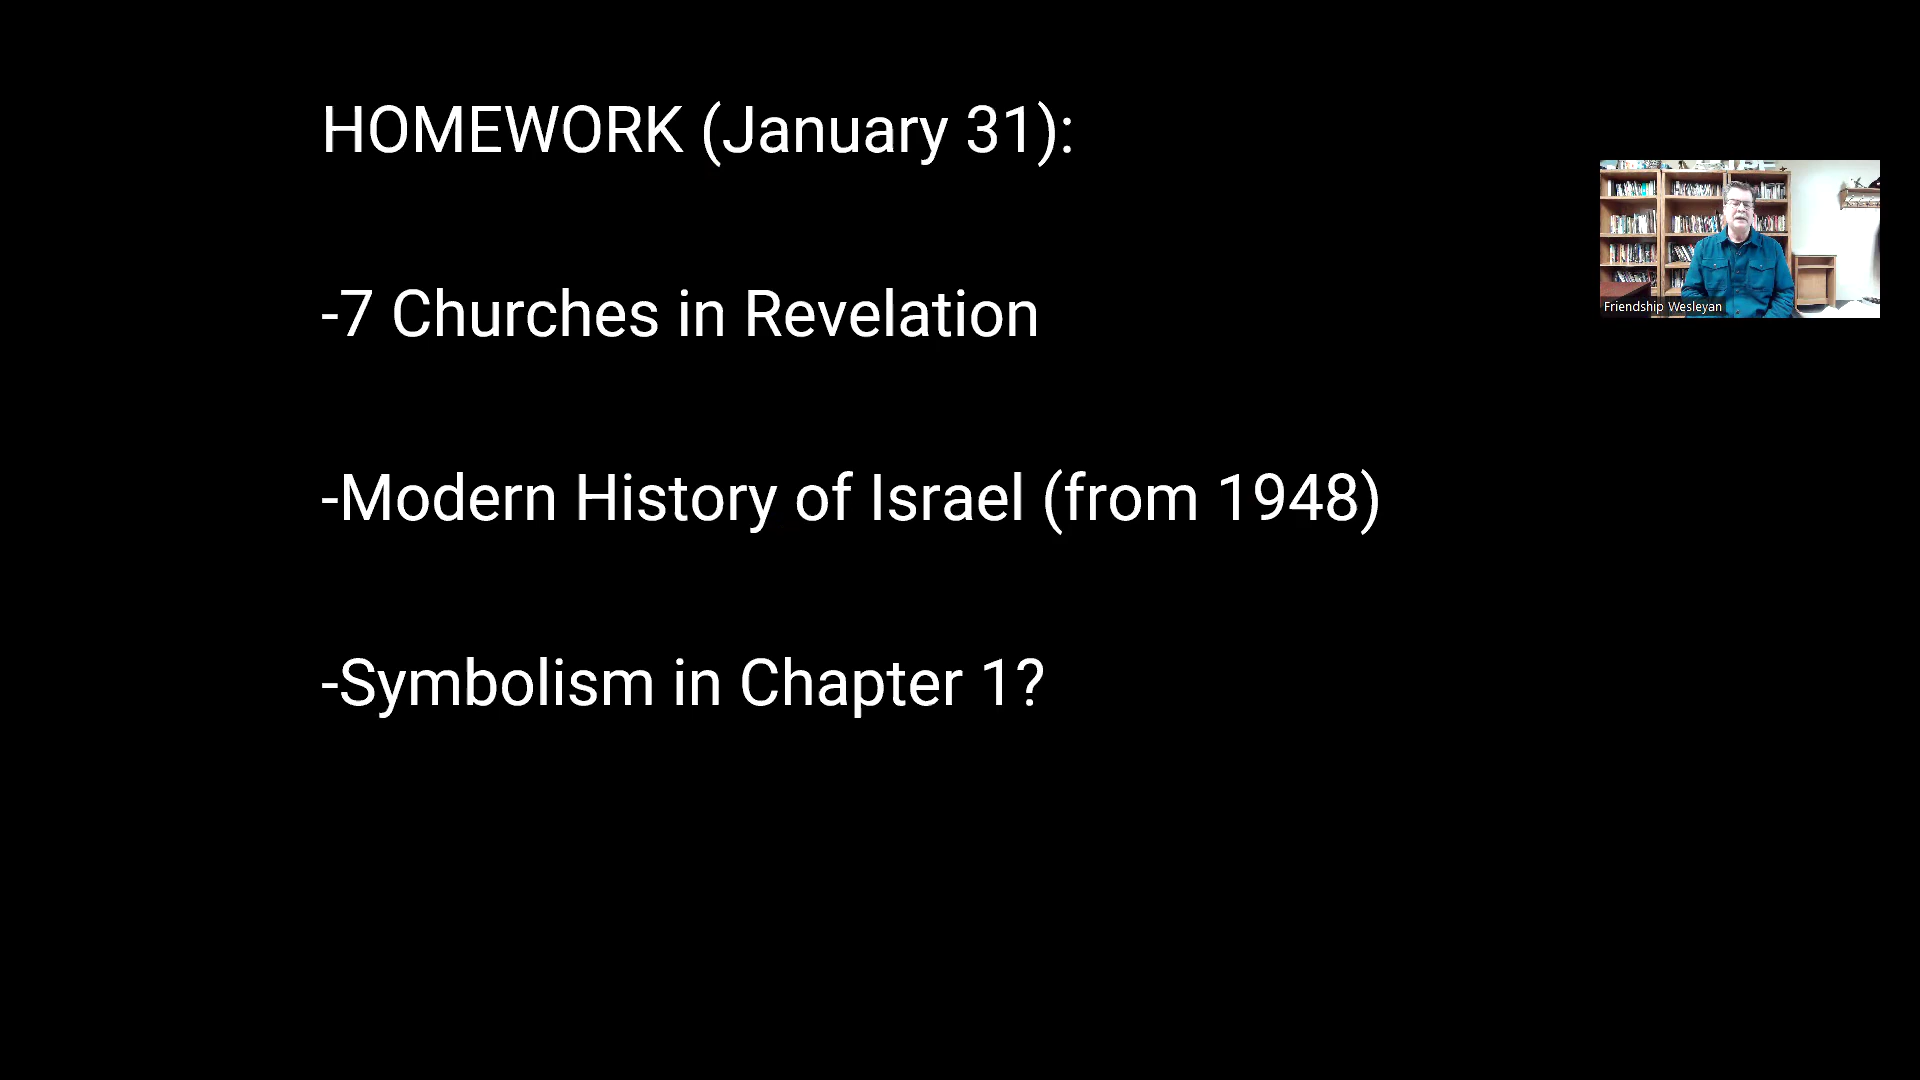 HOMEWORK (January 31):
-7 Churches in Revelation
-Modern History of Israel (from 1948)
-Symbolism in Chapter 1?
Friendship Wesleyan